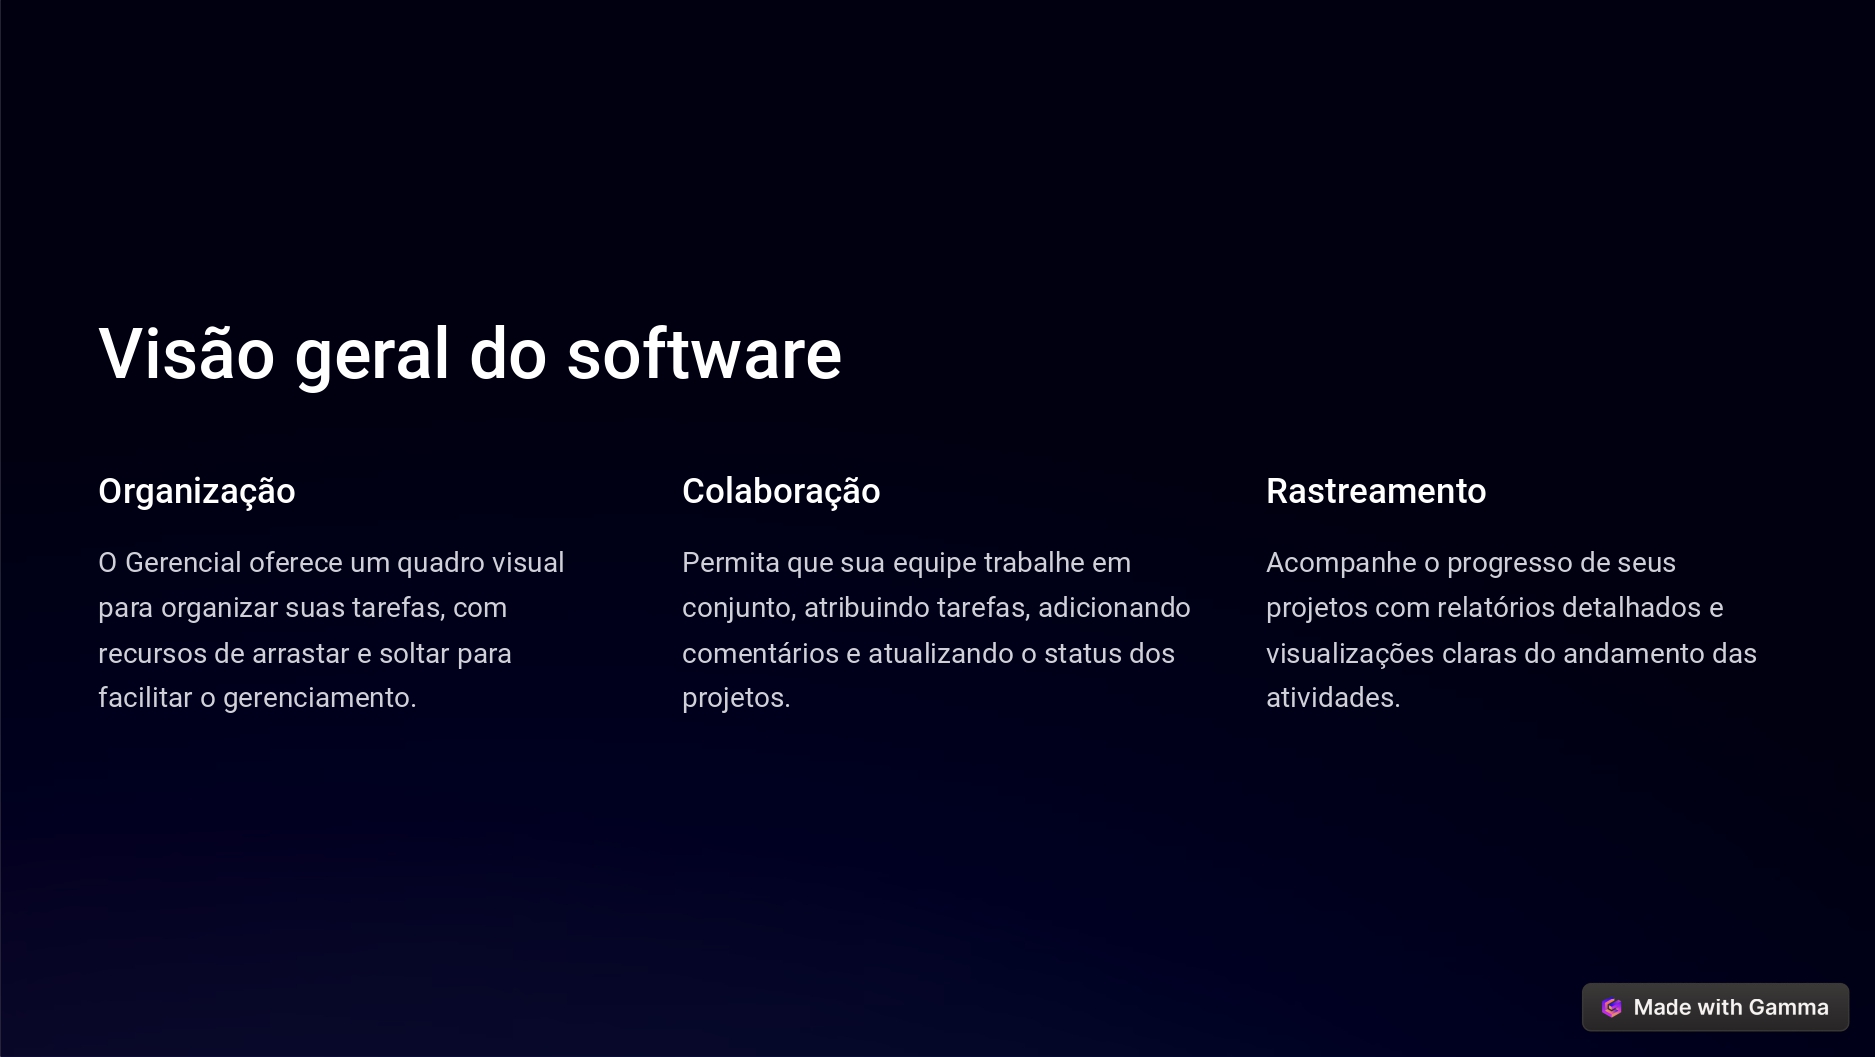 Visão geral do software
Organização
O Gerencial oferece um quadro visual
para organizar suas tarefas, com
recursos de arrastar e soltar para
facilitar o gerenciamento.
Colaboração
Permita que sua equipe trabalhe em
conjunto, atribuindo tarefas, adicionando
comentários e atualizando o status dos
projetos.
Rastreamento
Acompanhe o progresso de seus
projetos com relatórios detalhados e
visualizações claras do andamento das
atividades.
Made with Gamma